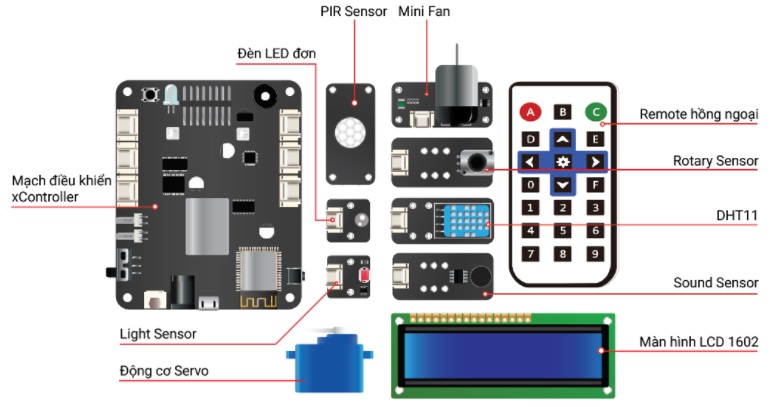 PIR Sensor
Mini Fan
Đèn LED đơn
Remote hồng ngoại
Rotary Sensor
Mạch điều khiển
xController
DHT11
Sound Sensor
Light Sensor
Động cơ Servo
Màn hình LCD 1602
A B C
D E
0 F
1 2 3
4 5 6
7 8 9